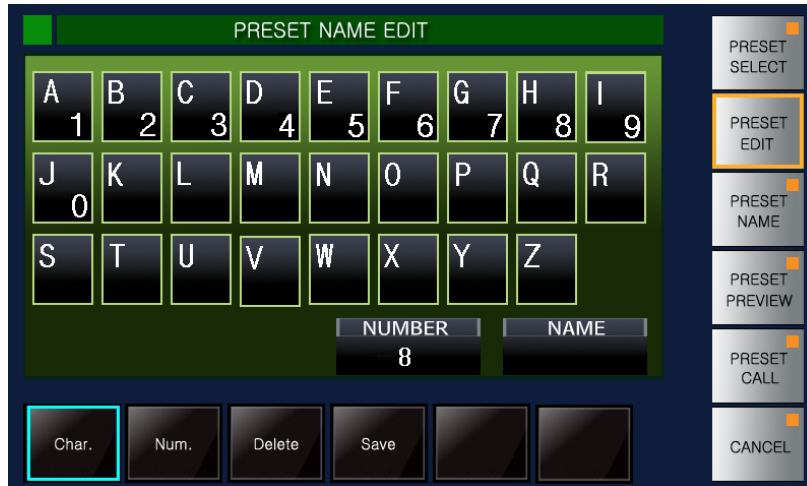 PRESET NAME EDIT
A 1 B 2 C 3 D 4 E 5 F 6 G 7 H 8 I 9
J 0 K L M N O P Q R
S T U V W X Y Z
NUMBER NAME
8
Char. Num. Delete Save
PRESET
SELECT
PRESET
EDIT
PRESET
NAME
PRESET
PREVIEW
PRESET
CALL
CANCEL